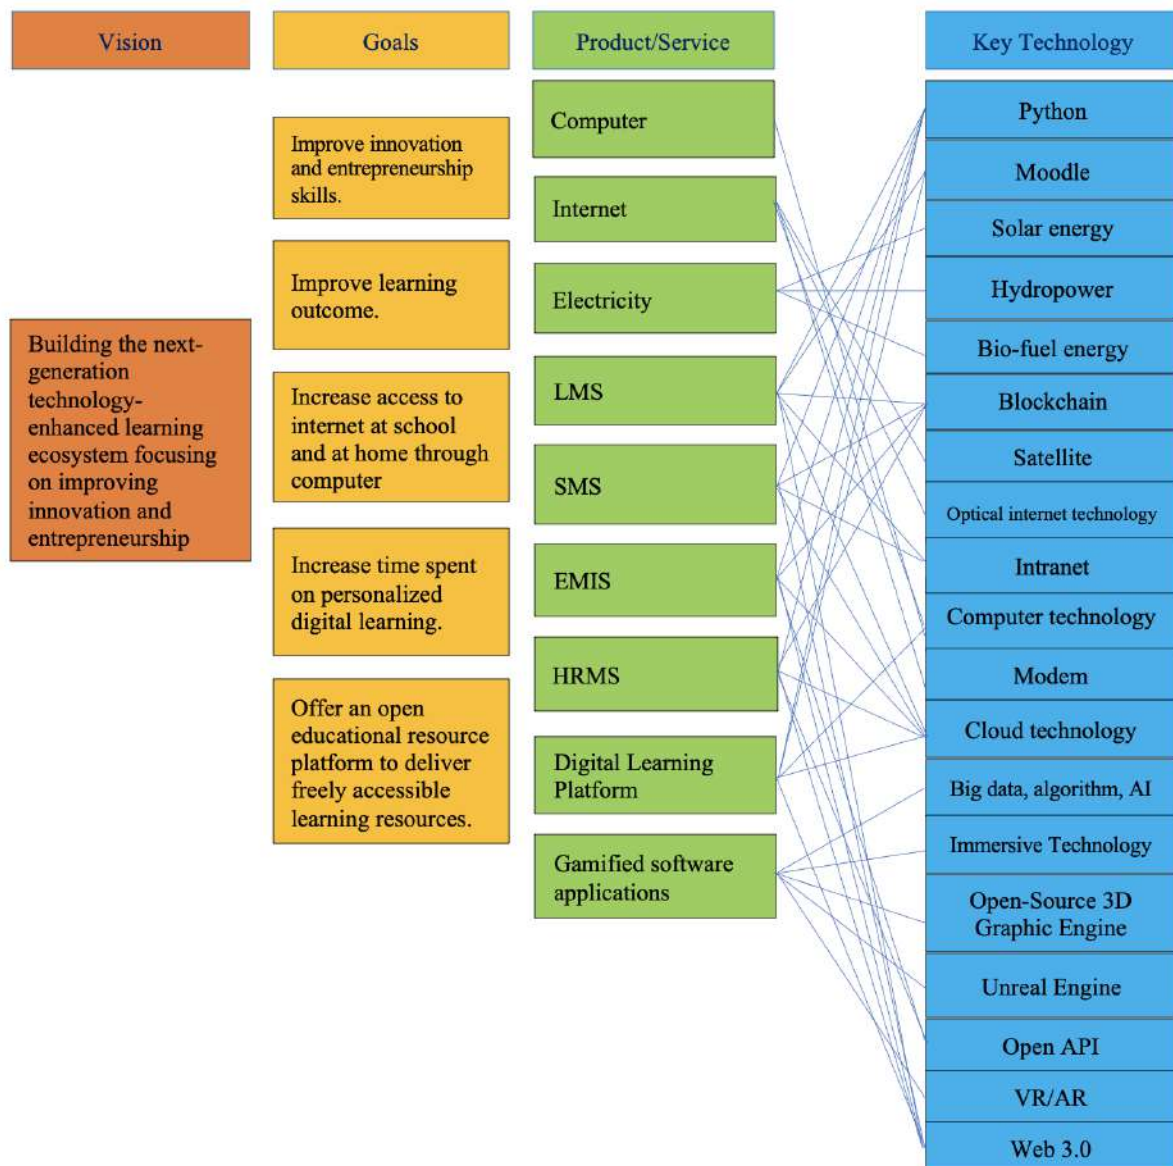 Vision
Goals
Product/Service
Key Technology
Building the next-
generation
technology-
enhanced learning
ecosystem focusing
on improving
innovation and
entrepreneurship
Improve innovation
and entrepreneurship
skills.
Improve learning
outcome.
Increase access to
internet at school
and at home through
computer
Increase time spent
on personalized
digital learning.
Offer an open
educational resource
platform to deliver
freely accessible
learning resources.
Computer
Internet
Electricity
LMS
SMS
EMIS
HRMS
Digital Learning
Platform
Gamified software
applications
Python
Moodle
Solar energy
Hydropower
Bio-fuel energy
Blockchain
Satellite
Optical internet technology
Intranet
Computer technology
Modem
Cloud technology
Big data, algorithm, AI
Immersive Technology
Open-Source 3D
Graphic Engine
Unreal Engine
Open API
VR/AR
Web 3.0